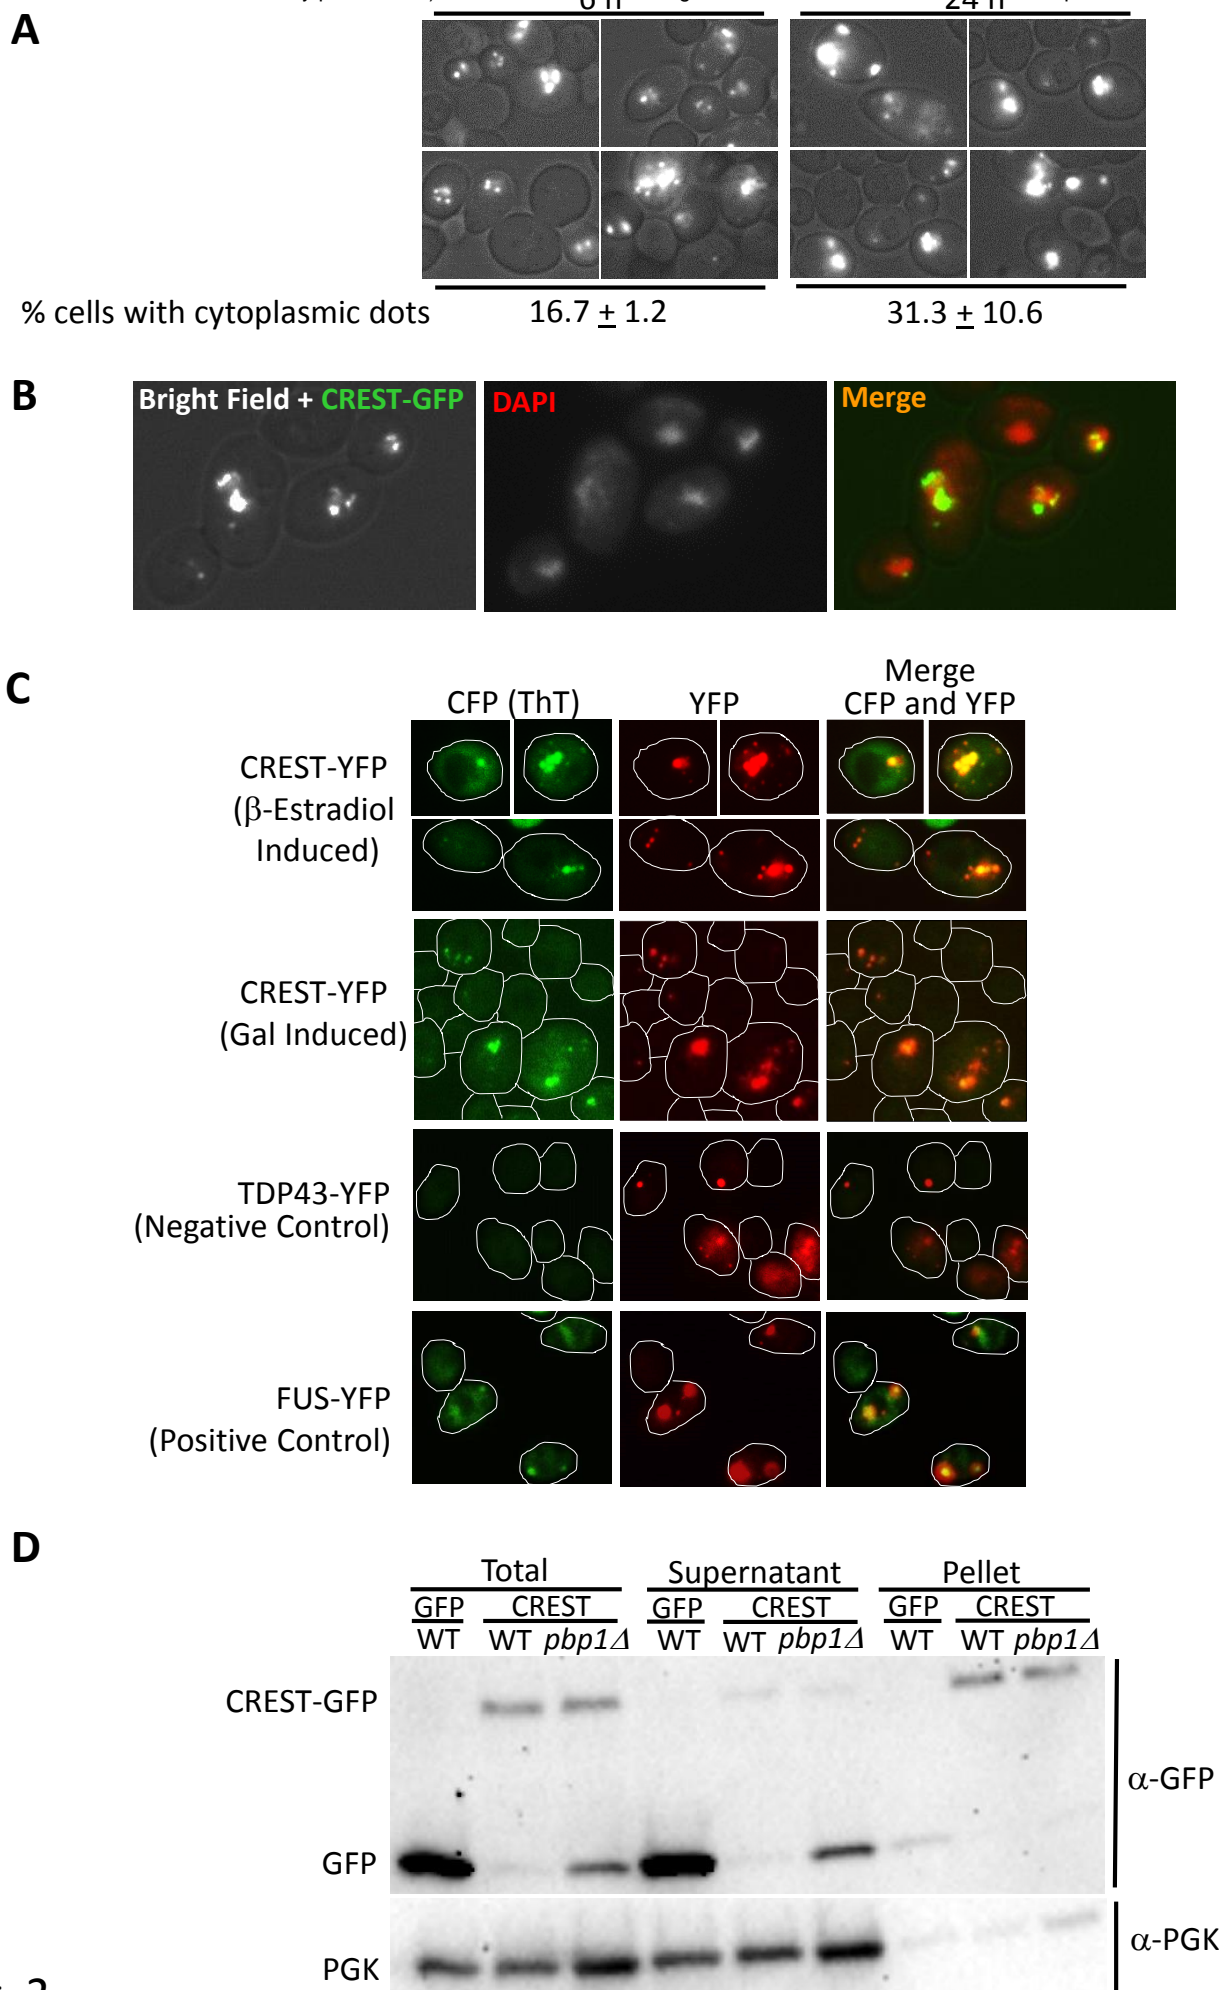 A
6 h
24 h
% cells with cytoplasmic dots
16.7 ± 1.2
31.3 ± 10.6
B
Bright Field + CREST-GFP
DAPI
Merge
C
CFP (ThT)
YFP
Merge
CFP and YFP
CREST-YFP
(β-Estradiol
Induced)
CREST-YFP
(Gal Induced)
TDP43-YFP
(Negative Control)
FUS-YFP
(Positive Control)
D
Total
Supernatant
Pellet
GFP CREST GFP CREST GFP CREST
WT WT pbp1Δ WT WT pbp1Δ WT WT pbp1Δ
CREST-GFP
α-GFP
GFP
α-PGK
PGK